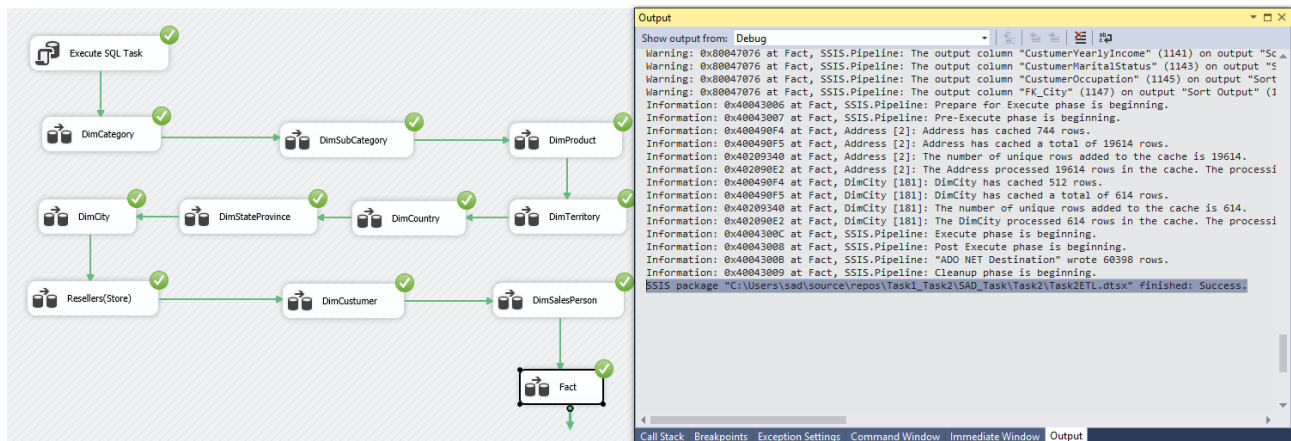 Execute SQL Task
DimCategory
DimSubCategory
DimProduct
DimCity
DimStateProvince
DimCountry
DimTerritory
Resellers(Store)
DimCustumer
DimSalesPerson
Fact
Output
Show output from: Debug
Warning: 0x80047076 at Fact, SSIS.Pipeline: The output column "CustumerYearlyIncome" (1141) on output "Sc
Warning: 0x80047076 at Fact, SSIS.Pipeline: The output column "CustumerMaritalStatus" (1143) on output "S
Warning: 0x80047076 at Fact, SSIS.Pipeline: The output column "CustumerOccupation" (1145) on output "Sort
Warning: 0x80047076 at Fact, SSIS.Pipeline: The output column "FK_City" (1147) on output "Sort Output" (1
Information: 0x40043006 at Fact, SSIS.Pipeline: Prepare for Execute phase is beginning.
Information: 0x40043007 at Fact, SSIS.Pipeline: Pre-Execute phase is beginning.
Information: 0x400490F4 at Fact, Address [2]: Address has cached 744 rows.
Information: 0x400490F5 at Fact, Address [2]: Address has cached a total of 19614 rows.
Information: 0x40209340 at Fact, Address [2]: The number of unique rows added to the cache is 19614.
Information: 0x402090E2 at Fact, Address [2]: The Address processed 19614 rows in the cache. The processi
Information: 0x400490F4 at Fact, DimCity [181]: DimCity has cached 512 rows.
Information: 0x400490F5 at Fact, DimCity [181]: DimCity has cached a total of 614 rows.
Information: 0x40209340 at Fact, DimCity [181]: The number of unique rows added to the cache is 614.
Information: 0x402090E2 at Fact, DimCity [181]: The DimCity processed 614 rows in the cache. The processi
Information: 0x4004300C at Fact, SSIS.Pipeline: Execute phase is beginning.
Information: 0x40043008 at Fact, SSIS.Pipeline: Post Execute phase is beginning.
Information: 0x4004300B at Fact, SSIS.Pipeline: "ADO NET Destination" wrote 60398 rows.
Information: 0x40043009 at Fact, SSIS.Pipeline: Cleanup phase is beginning.
SSIS package "C:\Users\sad\source\repos\Task1_Task2\SAD_Task\Task2\Task2ETL.dtsx" finished: Success.
Call Stack Breakpoints Exception Settings Command Window Immediate Window Output